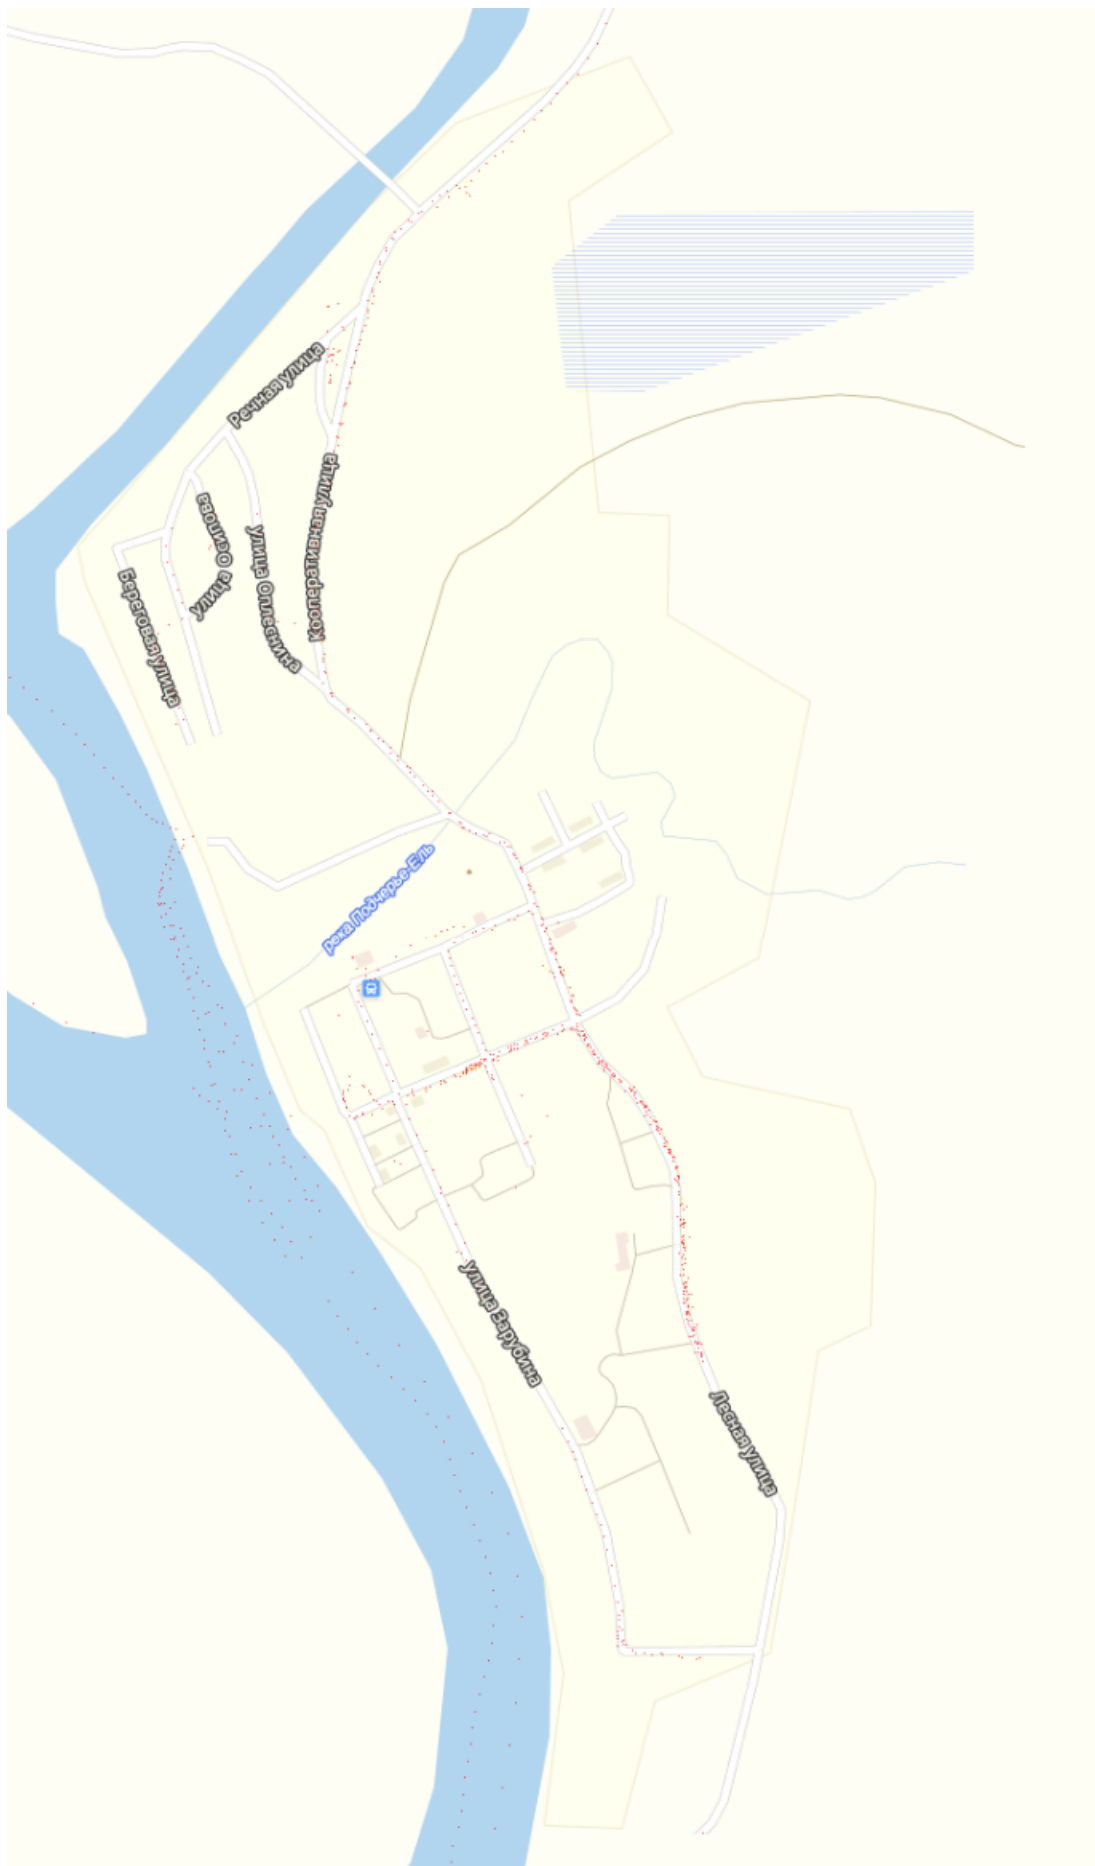 Речная улица
улица Осипова
улица Оплеснина
Кооперативная улица
Береговая улица
река Подчерье-Ель
улица Зарубина
Лесная улица